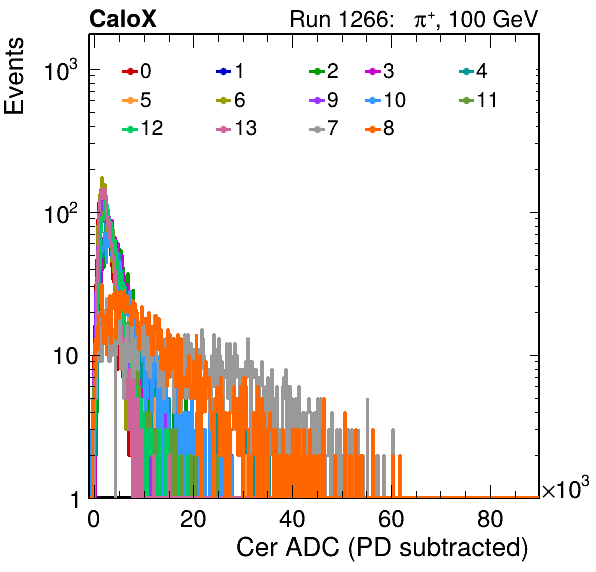 CaloX Run 1266: π+, 100 GeV
Events
10³
0 1 2 3 4
5 6 9 10 11
12 13 7 8
10²
10
1
0 20 40 60 80 ×10³
Cer ADC (PD subtracted)